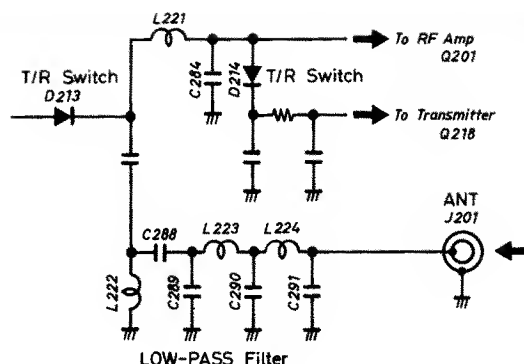 L221
To RF Amp
Q201
T/R Switch
D213
C284
D214
T/R Switch
To Transmitter
Q218
ANT
J201
C288
L223
L224
L222
C289
C290
C291
LOW-PASS Filter